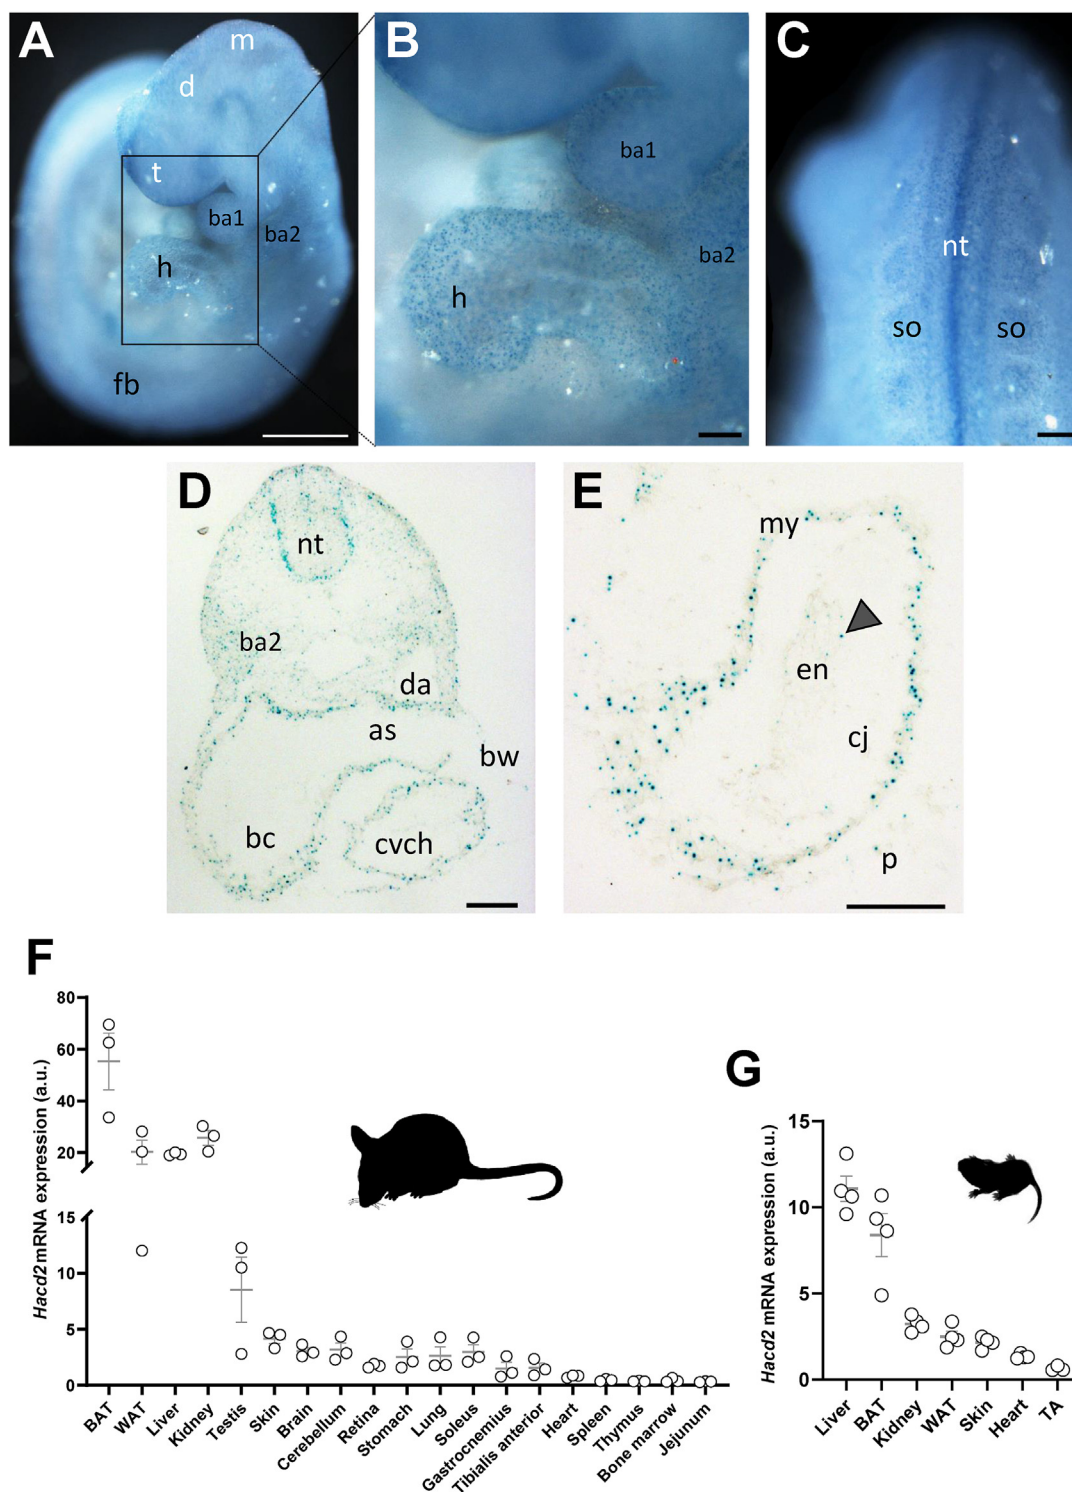 A
m
d
t
ba1
ba2
h
fb
B
ba1
ba2
h
C
nt
so
so
D
nt
ba2
da
as
bw
bc
cvch
E
my
en
cj
p
F
Hacd2 mRNA expression (a.u.)
80
60
40
20
15
10
5
0
BAT
WAT
Liver
Kidney
Testis
Skin
Brain
Cerebellum
Retina
Stomach
Lung
Soleus
Gastrocnemius
Tibialis anterior
Heart
Spleen
Thymus
Bone marrow
Jejunum
G
Hacd2 mRNA expression (a.u.)
15
10
5
0
Liver
BAT
Kidney
WAT
Skin
Heart
TA